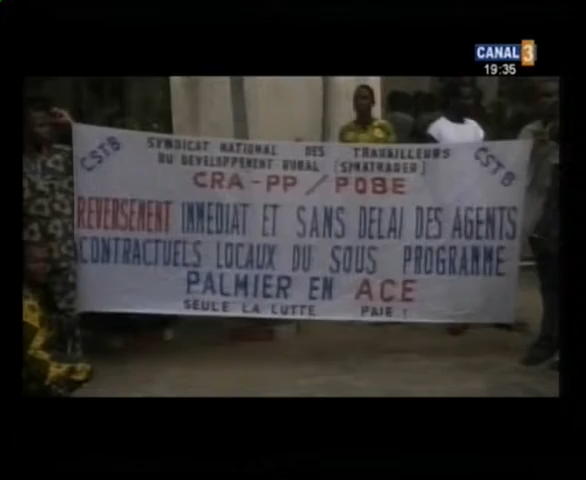 CANAL 3
19:35
CSTB
SYNDICAT NATIONAL DES TRAVAILLEURS
DU DEVELOPPEMENT RURAL (SYNATRADER)
CSTB
CRA-PP / POBE
REVERSEMENT IMMEDIAT ET SANS DELAI DES AGENTS
CONTRACTUELS LOCAUX DU SOUS PROGRAMME
PALMIER EN ACE
SEULE LA LUTTE PAIE !